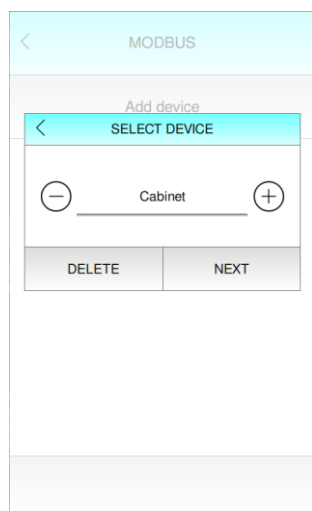 MODBUS
Add device
SELECT DEVICE
Cabinet
DELETE NEXT